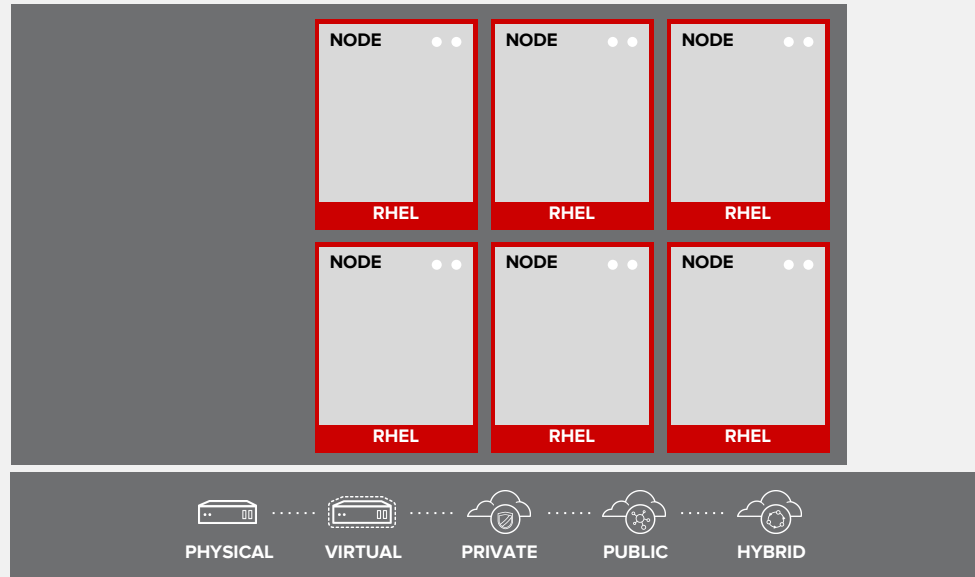 NODE NODE NODE
RHEL RHEL RHEL
NODE NODE NODE
RHEL RHEL RHEL
PHYSICAL VIRTUAL PRIVATE PUBLIC HYBRID